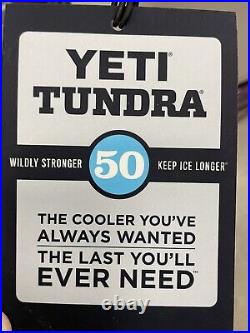 YETI®
TUNDRA®
WILDLY STRONGER 50 KEEP ICE LONGER®
THE COOLER YOU'VE
ALWAYS WANTED
THE LAST YOU'LL
EVER NEED™